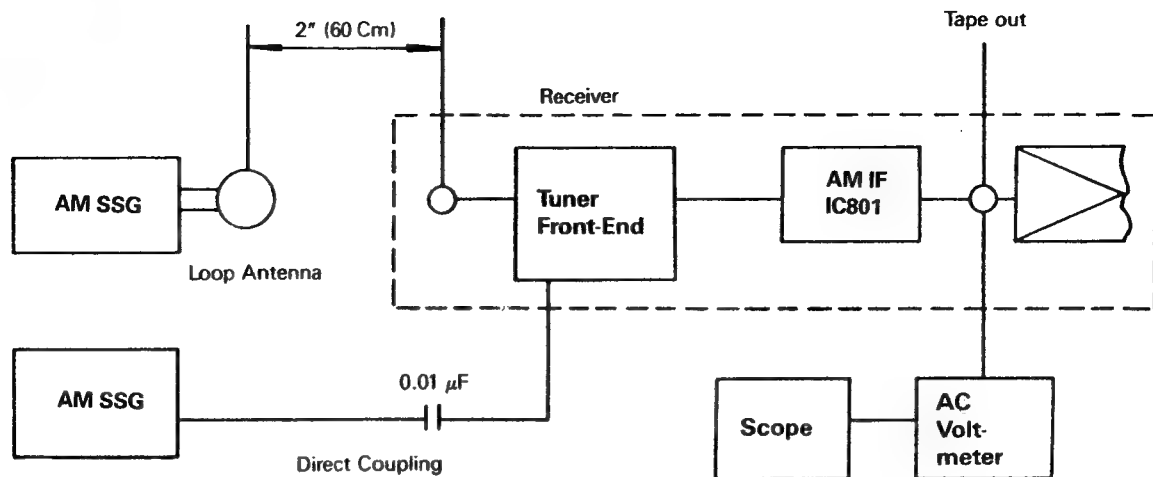 2" (60 Cm)
Tape out
Receiver
AM SSG
Loop Antenna
Tuner
Front-End
AM IF
IC801
AM SSG
0.01 μF
Direct Coupling
Scope
AC
Volt-
meter